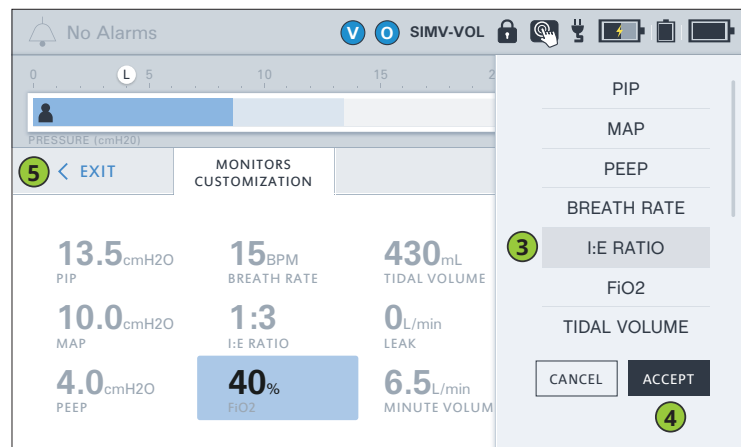 No Alarms
V O SIMV-VOL
0 L 5 10 15 2
PRESSURE (cmH20)
5 < EXIT
MONITORS
CUSTOMIZATION
13.5cmH2O 15BPM 430mL
PIP BREATH RATE TIDAL VOLUME
10.0cmH2O 1:3 0L/min
MAP I:E RATIO LEAK
4.0cmH2O 40% 6.5L/min
PEEP FiO2 MINUTE VOLUM
PIP
MAP
PEEP
BREATH RATE
3 I:E RATIO
FiO2
TIDAL VOLUME
CANCEL ACCEPT
4